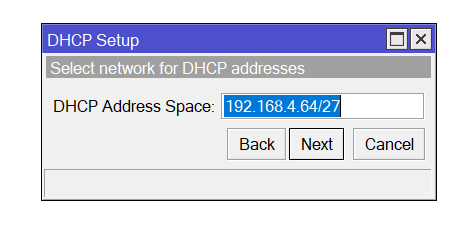 DHCP Setup
Select network for DHCP addresses
DHCP Address Space: 192.168.4.64/27
Back Next Cancel